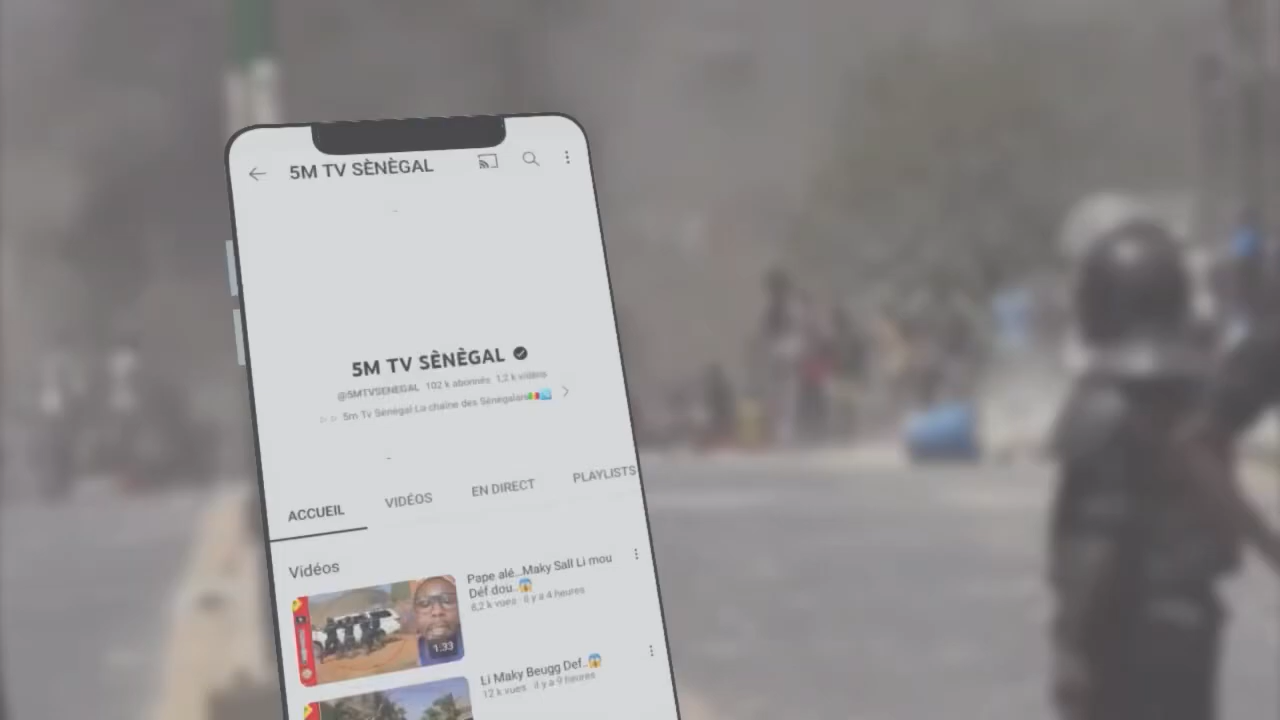 5M TV SÈNÈGAL
5M TV SÈNÈGAL
@5MTVSENEGAL 102 k abonnés 1,2 k vidéos
5m Tv Sénégal La chaine des Sénégalais
ACCUEIL
VIDÉOS
EN DIRECT
PLAYLISTS
Vidéos
Pape alé...Maky Sall Li mou
Déf dou..😱
8,2 k vues · il y a 4 heures
1:33
Li Maky Beugg Def..😱
12 k vues · il y a 9 heures